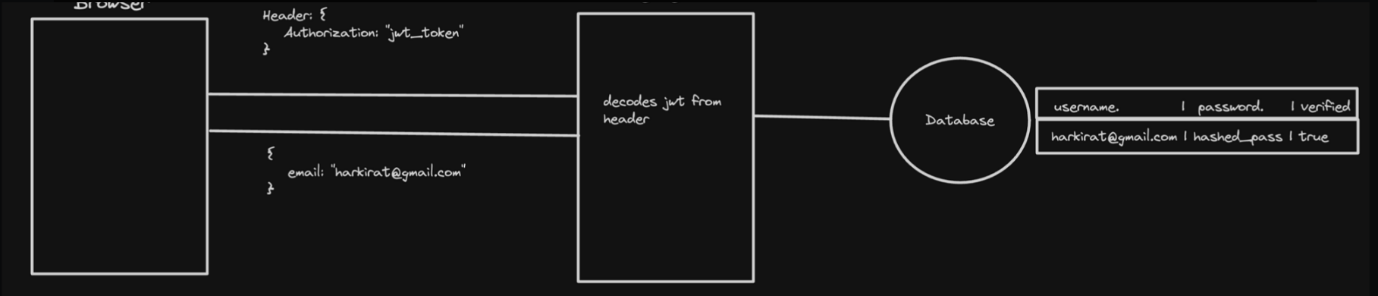 Browser
Header: {
Authorization: "jwt_token"
}
decodes jwt from
header
{
email: "harkirat@gmail.com"
}
Database
username. | password. | verified
harkirat@gmail.com | hashed_pass | true